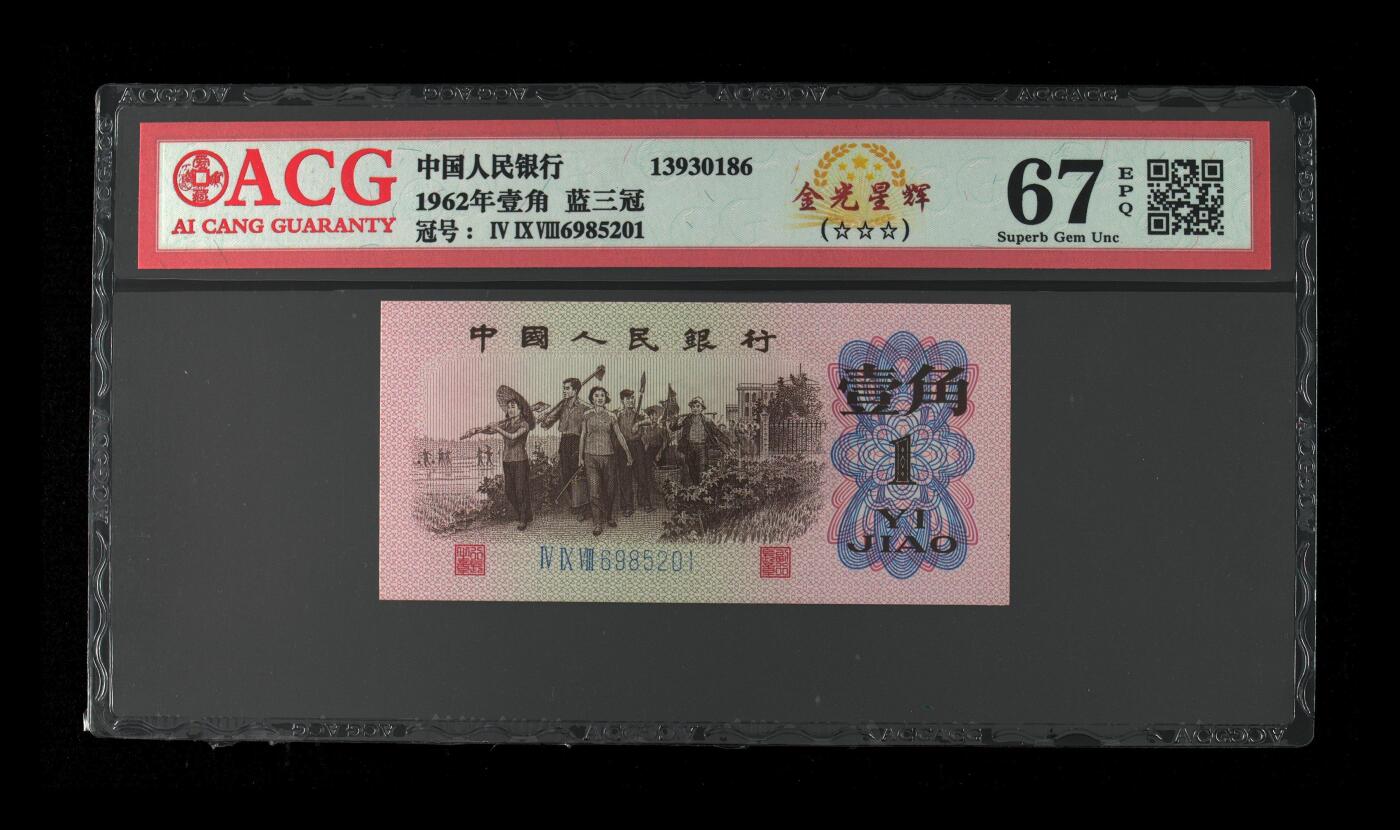 ACG
AI CANG GUARANTY
中国人民银行
1962年壹角 蓝三冠
冠号： Ⅳ Ⅸ Ⅷ6985201
13930186
金光星辉
(☆☆☆)
67
EPQ
Superb Gem Unc
中國人民銀行
壹角
1
YI
JIAO
Ⅳ Ⅸ Ⅷ 6985201